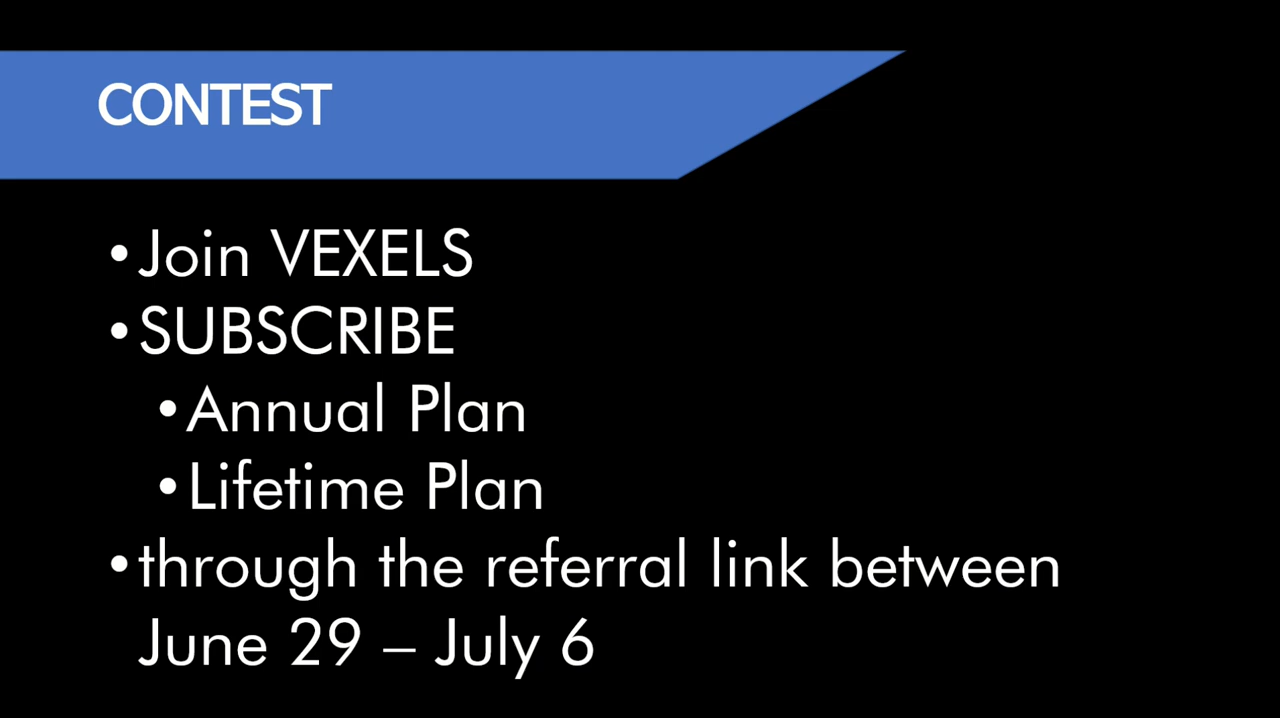 CONTEST
•Join VEXELS
•SUBSCRIBE
•Annual Plan
•Lifetime Plan
•through the referral link between
June 29 – July 6